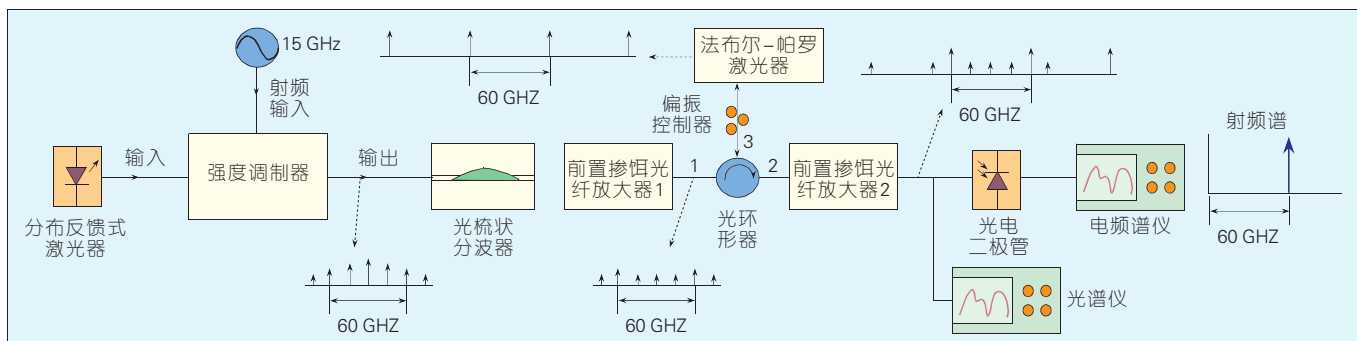 15 GHz
射频
输入
60 GHZ
法布尔-帕罗
激光器
偏振
控制器
3
60 GHZ
射频谱
60 GHZ
输入
强度调制器
输出
分布反馈式
激光器
光梳状
分波器
前置掺铒光
纤放大器1
1
2
光环
形器
前置掺铒光
纤放大器2
光电
二极管
电频谱仪
60 GHZ
60 GHZ
光谱仪